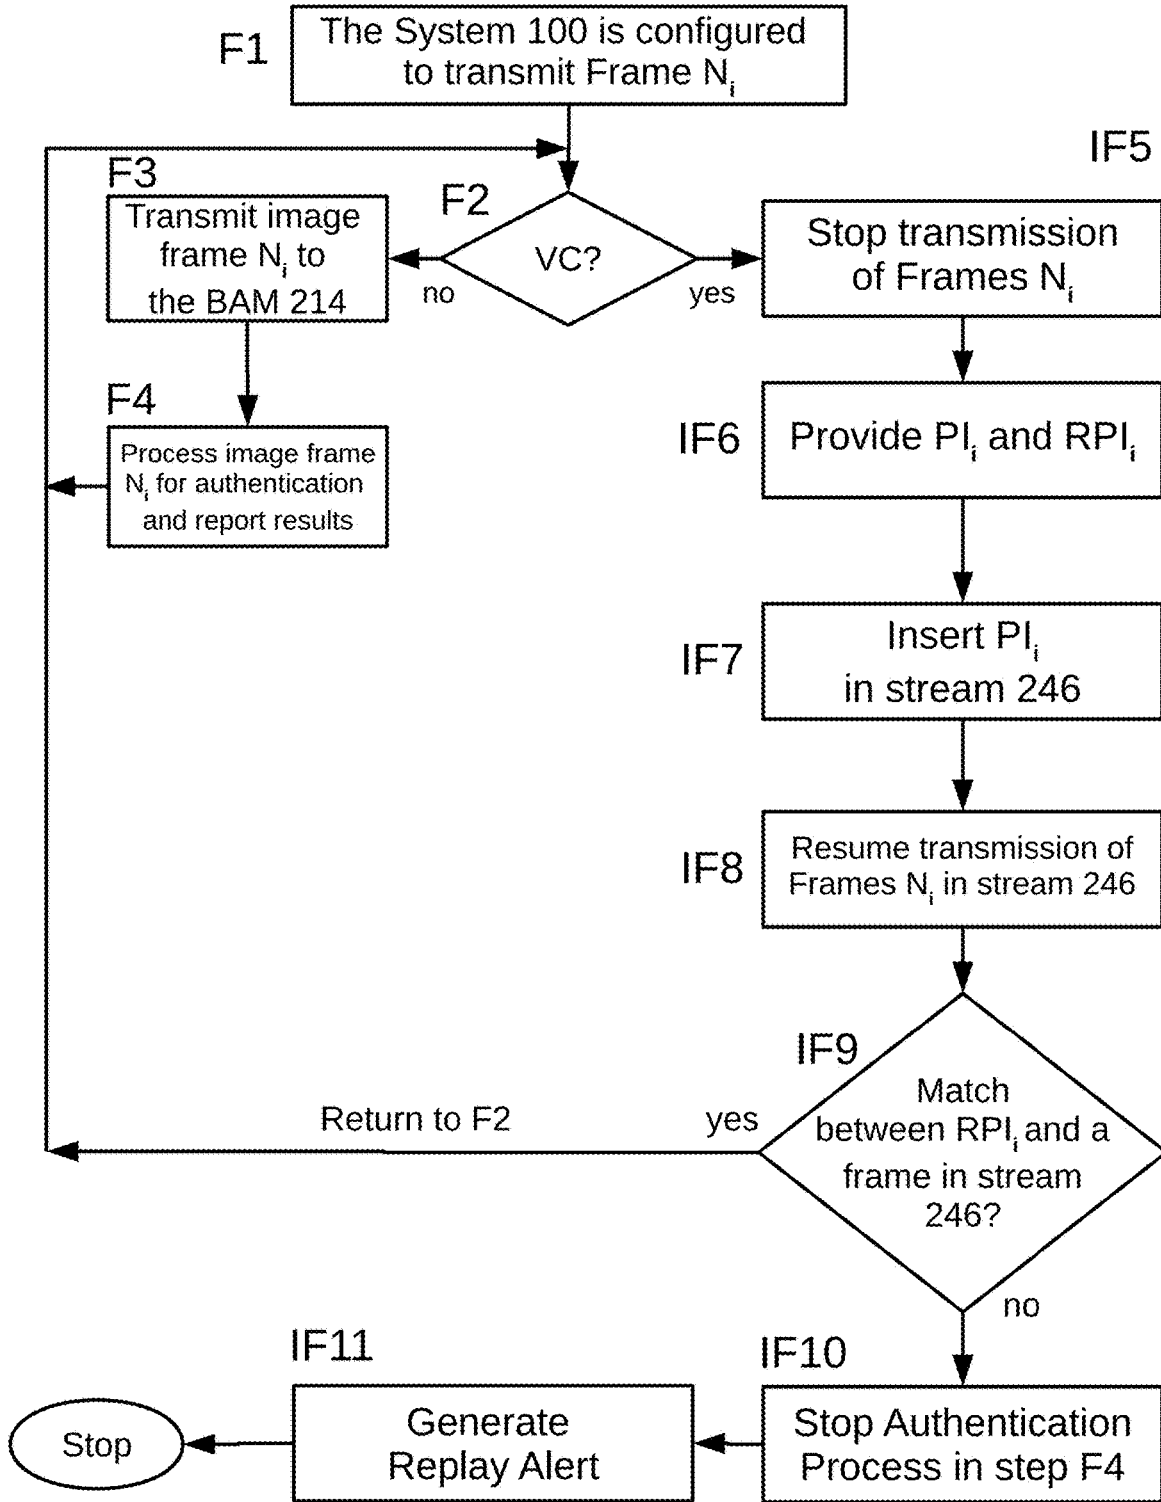 F1
The System 100 is configured
to transmit Frame Ni
F2
VC?
no
yes
F3
Transmit image
frame Ni to
the BAM 214
F4
Process image frame
Ni for authentication
and report results
IF5
Stop transmission
of Frames Ni
IF6
Provide PIi and RPIi
IF7
Insert PIi
in stream 246
IF8
Resume transmission of
Frames Ni in stream 246
IF9
Match
between RPIi and a
frame in stream
246?
yes
Return to F2
no
IF10
Stop Authentication
Process in step F4
IF11
Generate
Replay Alert
Stop